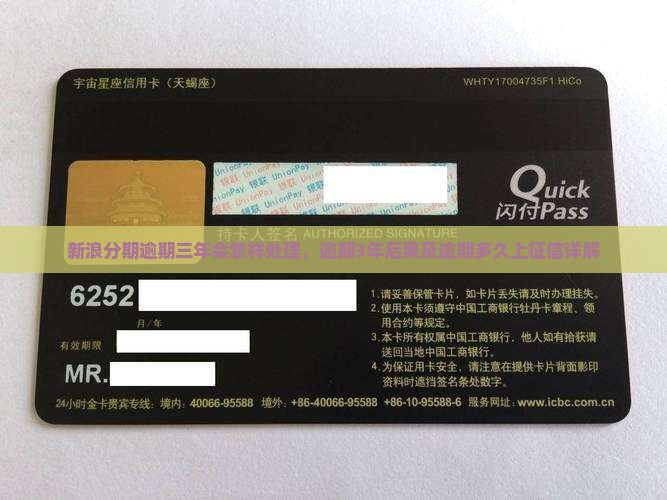 宇宙星座信用卡（天蝎座）
WHTY17004735F1 HiCo
UnionPay 银联 UnionPay 银联 UnionPay
Quick
闪付Pass
持卡人签名 AUTHORIZED SIGNATURE
新浪分期逾期三年会怎样处理，逾期3年后果及逾期多久上征信详解
6252
月/年
有效期限
MR.
1.请妥善保管卡片，如卡片丢失请及时办理挂失。
2.使用本卡须遵守中国工商银行牡丹卡章程、领
用合约等规定。
3.本卡所有权属中国工商银行，他人如有拾获请
送回当地中国工商银行。
4.为保证用卡安全，请注意在提供卡片背面影印
资料时遮挡签名条处数字。
24小时金卡贵宾专线：境内：40066-95588 境外：+86-40066-95588 +86-10-95588-6 服务网址：www.icbc.com.cn